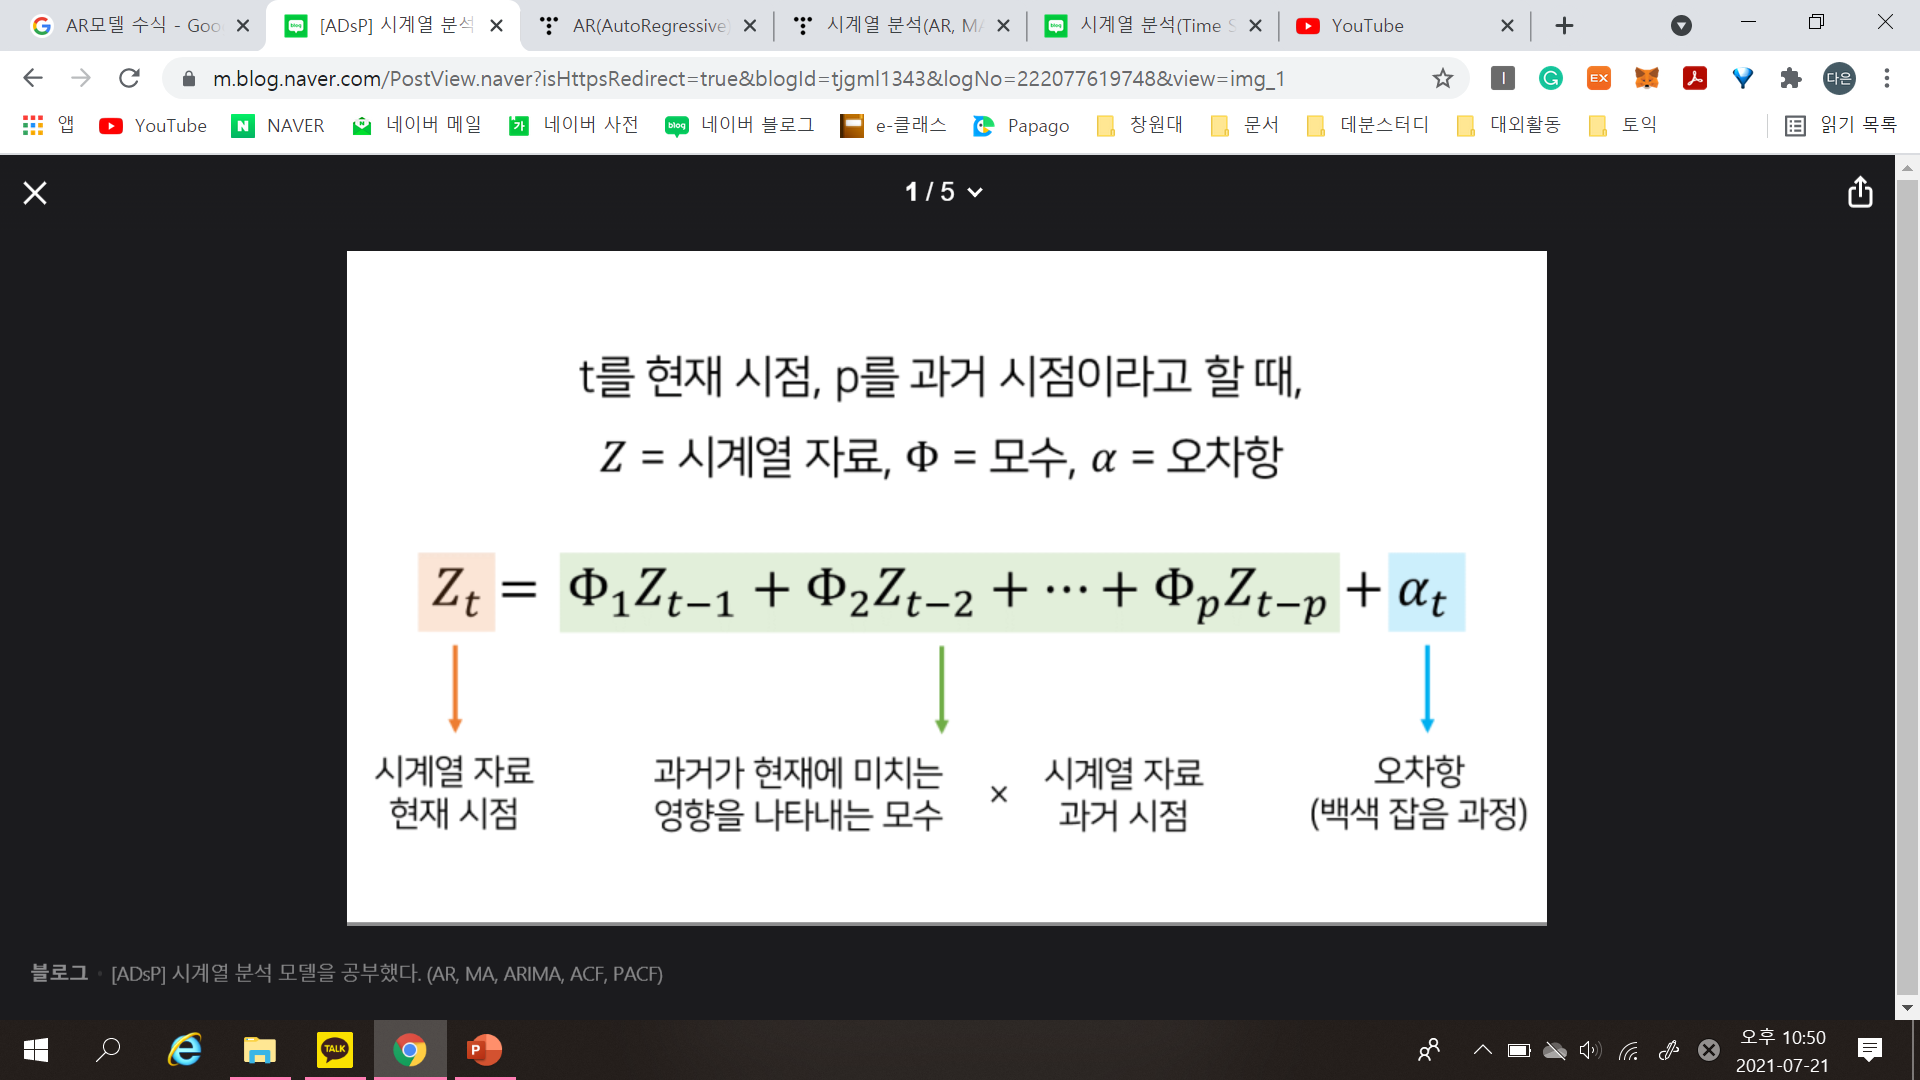 AR모델 수식 - Goo
[ADsP] 시계열 분석
AR(AutoRegressive)
시계열 분석(AR, MA
시계열 분석(Time S
YouTube
m.blog.naver.com/PostView.naver?isHttpsRedirect=true&blogId=tjgml1343&logNo=222077619748&view=img_1
다은
앱
YouTube
NAVER
네이버 메일
네이버 사전
네이버 블로그
e-클래스
Papago
창원대
문서
데분스터디
대외활동
토익
읽기 목록
1 / 5
t를 현재 시점, p를 과거 시점이라고 할 때,
Z = 시계열 자료, Φ = 모수, α = 오차항
Zₜ = Φ₁Zₜ₋₁ + Φ₂Zₜ₋₂ + ⋯ + ΦₚZₜ₋ₚ + αₜ
시계열 자료
현재 시점
과거가 현재에 미치는
영향을 나타내는 모수
×
시계열 자료
과거 시점
오차항
(백색 잡음 과정)
블로그 · [ADsP] 시계열 분석 모델을 공부했다. (AR, MA, ARIMA, ACF, PACF)
TALK
오후 10:50
2021-07-21